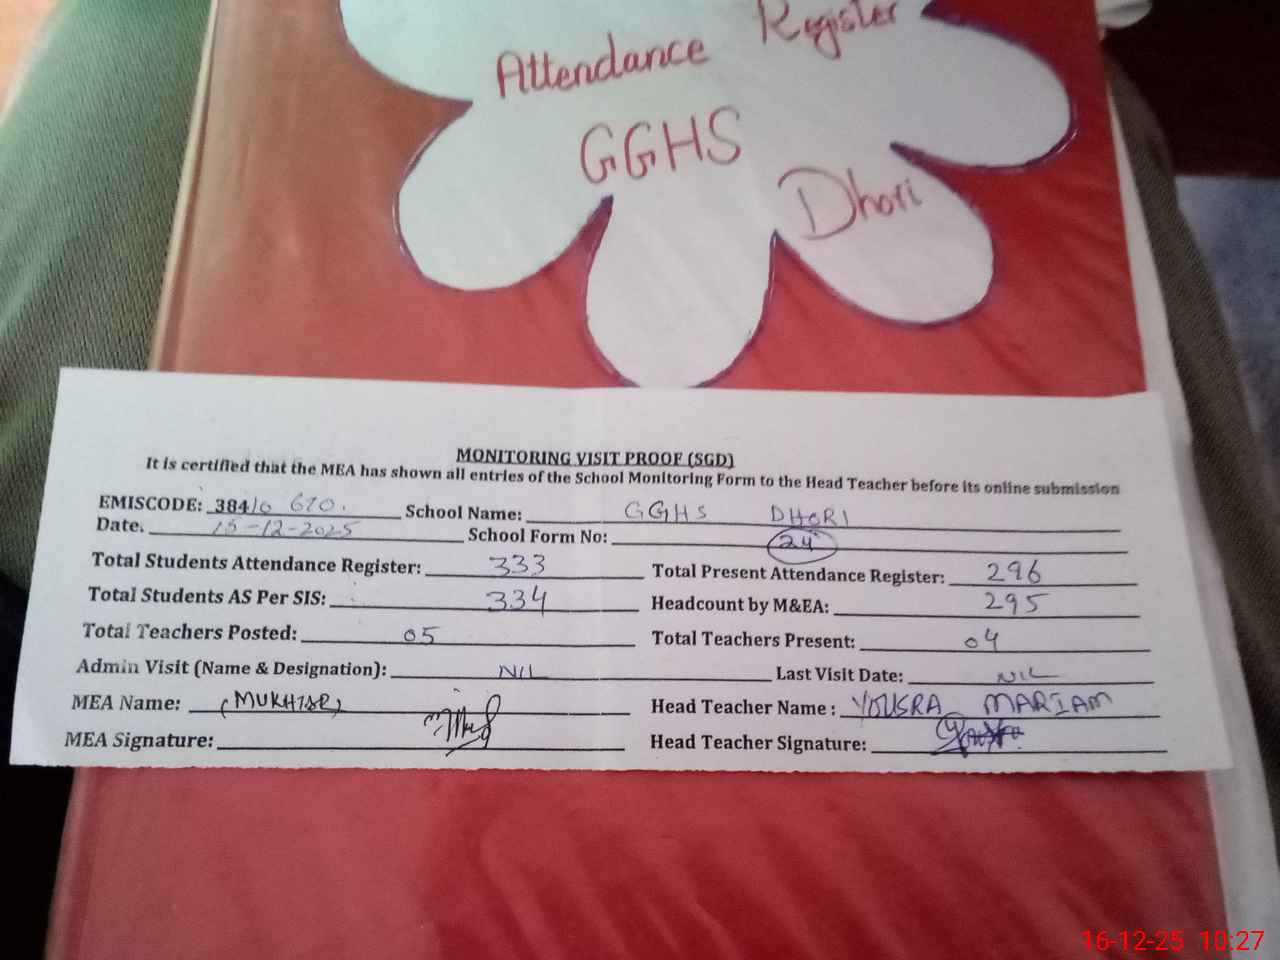 Attendance Register
GGHS
Dhori
MONITORING VISIT PROOF (SGD)
It is certified that the MEA has shown all entries of the School Monitoring Form to the Head Teacher before its online submission
EMISCODE: 38410 670. School Name: GGHS DHORI
Date. 16-12-2025 School Form No: 24
Total Students Attendance Register: 333 Total Present Attendance Register: 296
Total Students AS Per SIS: 334 Headcount by M&EA: 295
Total Teachers Posted: 05 Total Teachers Present: 04
Admin Visit (Name & Designation): NIL Last Visit Date: NIL
MEA Name: (MUKHTAR) Head Teacher Name : YOUSRA MARIAM
MEA Signature: Head Teacher Signature:
16-12-25 10:27